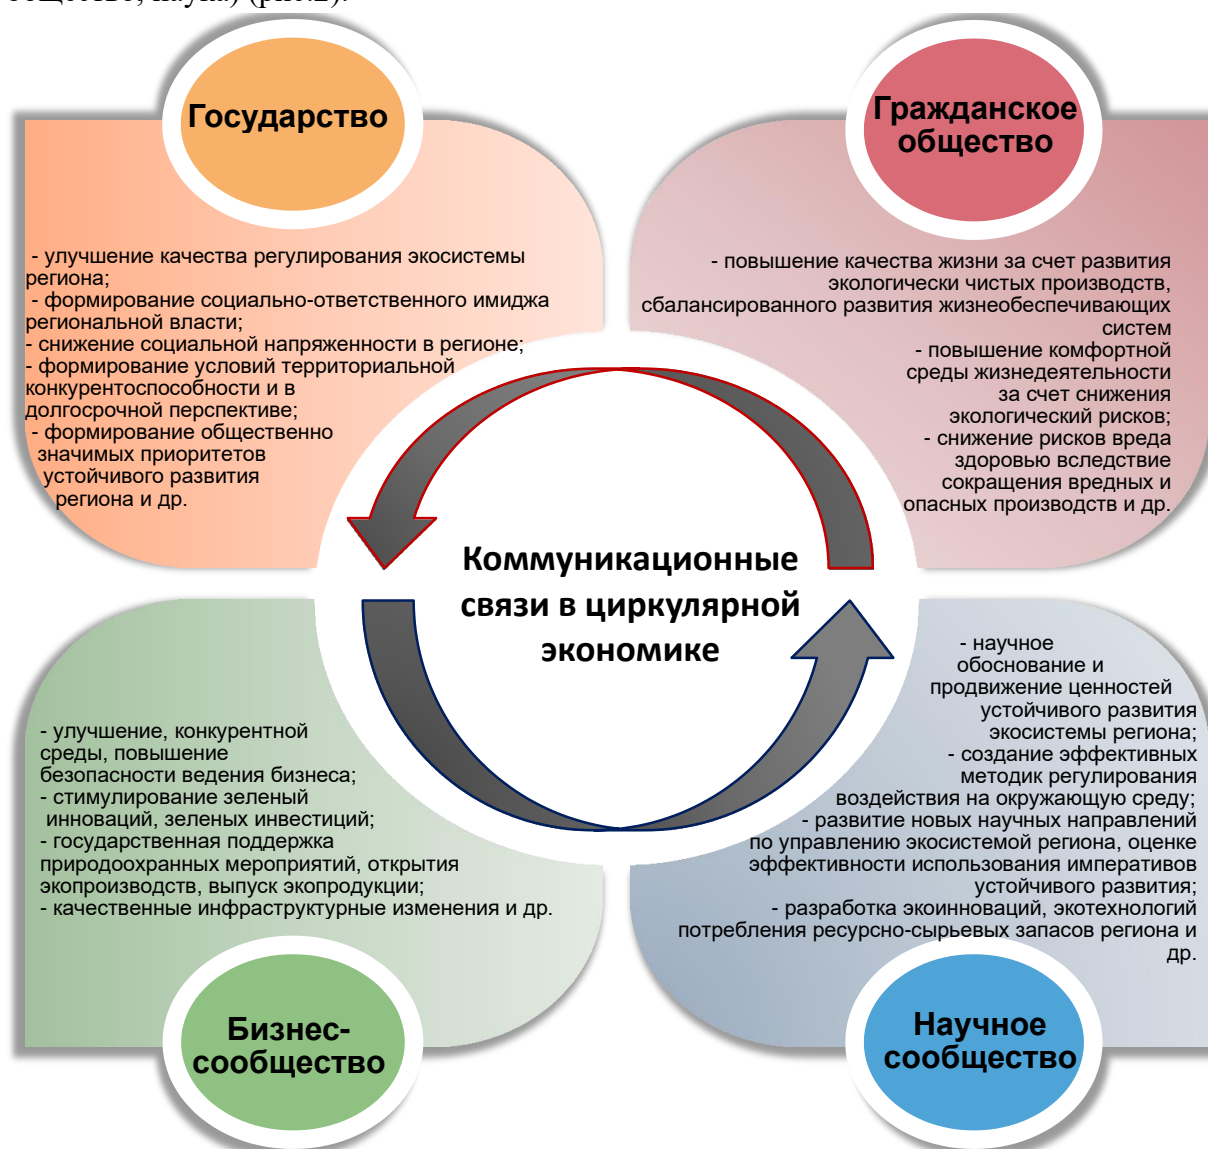 Государство
- улучшение качества регулирования экосистемы
региона;
- формирование социально-ответственного имиджа
региональной власти;
- снижение социальной напряженности в регионе;
- формирование условий территориальной
конкурентоспособности и в
долгосрочной перспективе;
- формирование общественно
значимых приоритетов
устойчивого развития
региона и др.
Гражданское
общество
- повышение качества жизни за счет развития
экологически чистых производств,
сбалансированного развития жизнеобеспечивающих
систем
- повышение комфортной
среды жизнедеятельности
за счет снижения
экологический рисков;
- снижение рисков вреда
здоровью вследствие
сокращения вредных и
опасных производств и др.
Коммуникационные
связи в циркулярной
экономике
- улучшение, конкурентной
среды, повышение
безопасности ведения бизнеса;
- стимулирование зеленый
инноваций, зеленых инвестиций;
- государственная поддержка
природоохранных мероприятий, открытия
экопроизводств, выпуск экопродукции;
- качественные инфраструктурные изменения и др.
Бизнес-
сообщество
- научное
обоснование и
продвижение ценностей
устойчивого развития
экосистемы региона;
- создание эффективных
методик регулирования
воздействия на окружающую среду;
- развитие новых научных направлений
по управлению экосистемой региона, оценке
эффективности использования императивов
устойчивого развития;
- разработка экоинноваций, экотехнологий
потребления ресурсно-сырьевых запасов региона и
др.
Научное
сообщество